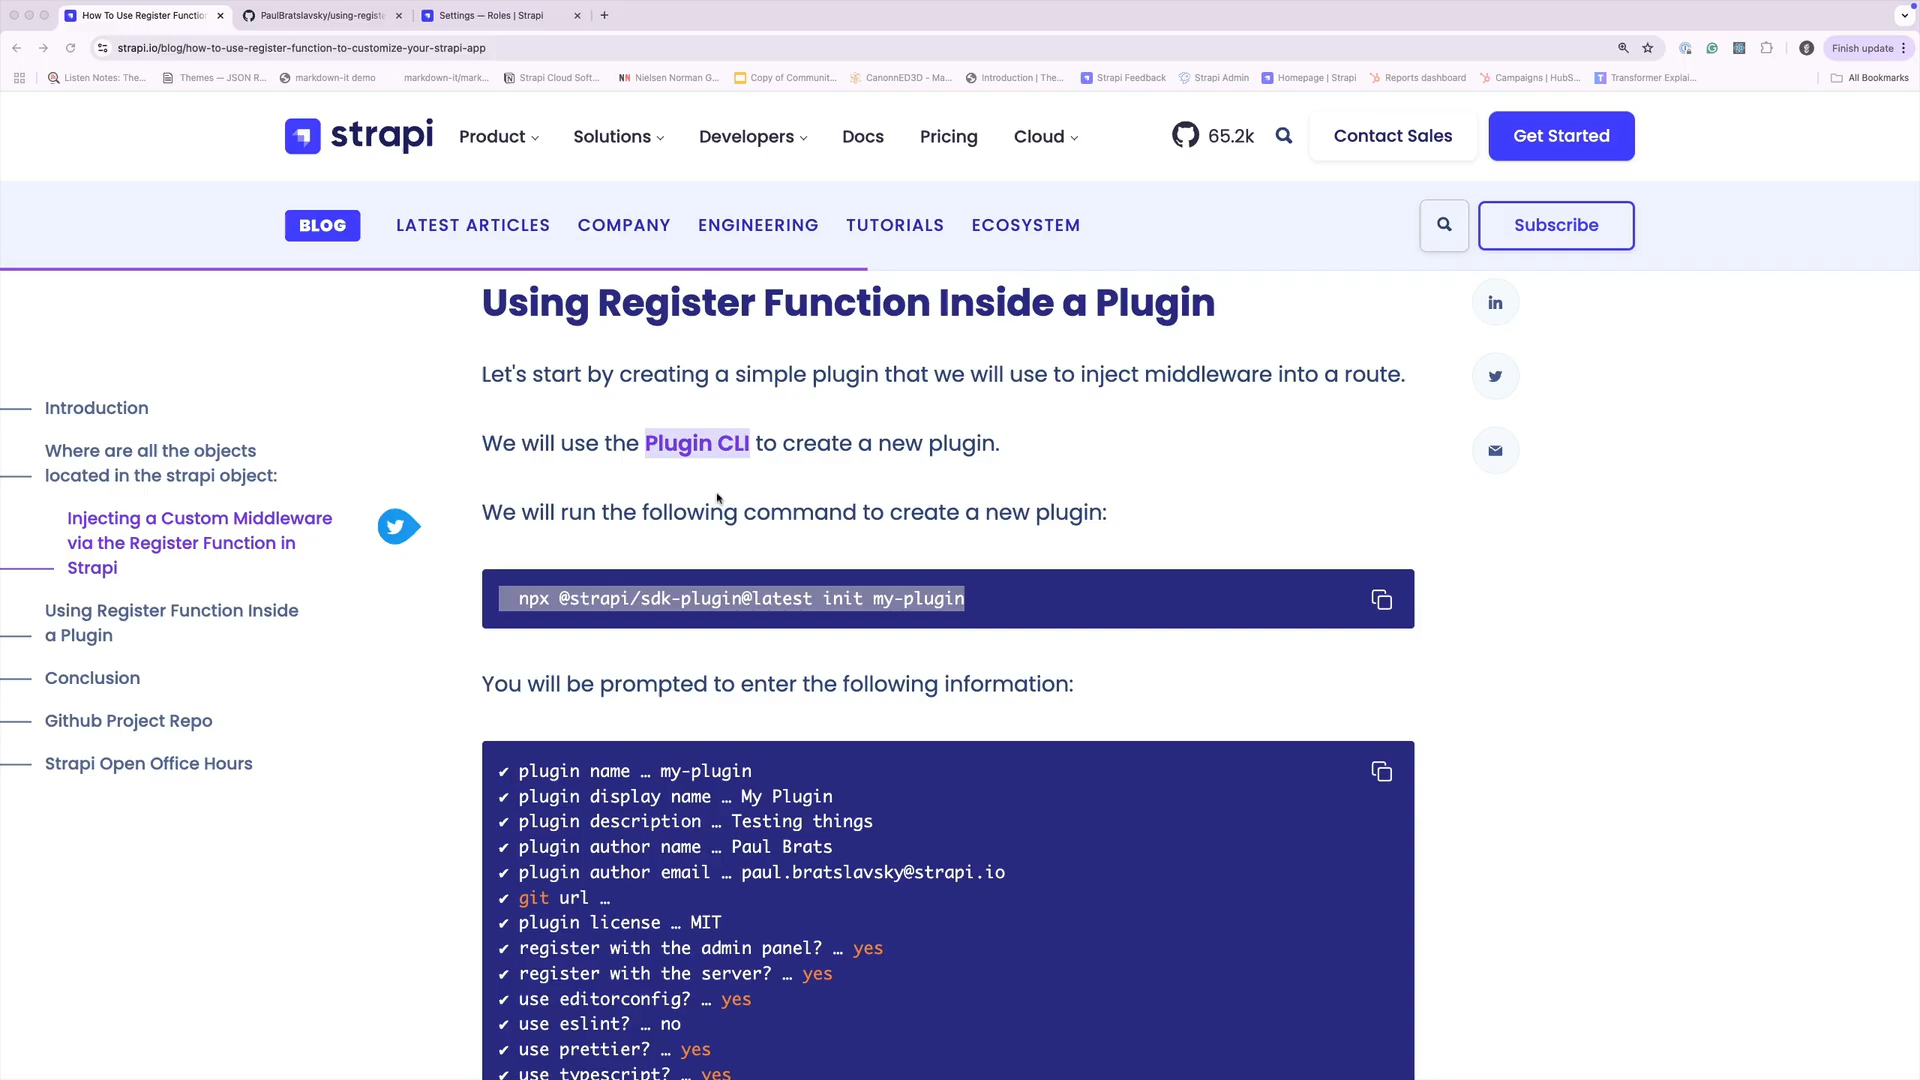 How To Use Register Function
PaulBratslavsky/using-registe
Settings — Roles | Strapi
strapi.io/blog/how-to-use-register-function-to-customize-your-strapi-app
Finish update
Listen Notes: The...
Themes — JSON R...
markdown-it demo
markdown-it/mark...
Strapi Cloud Soft...
Nielsen Norman G...
Copy of Communit...
CanonnED3D - Ma...
Introduction | The...
Strapi Feedback
Strapi Admin
Homepage | Strapi
Reports dashboard
Campaigns | HubS...
Transformer Explai...
All Bookmarks
strapi
Product
Solutions
Developers
Docs
Pricing
Cloud
65.2k
Contact Sales
Get Started
BLOG
LATEST ARTICLES
COMPANY
ENGINEERING
TUTORIALS
ECOSYSTEM
Subscribe
Introduction
Where are all the objects
located in the strapi object:
Injecting a Custom Middleware
via the Register Function in
Strapi
Using Register Function Inside
a Plugin
Conclusion
Github Project Repo
Strapi Open Office Hours
Using Register Function Inside a Plugin
Let's start by creating a simple plugin that we will use to inject middleware into a route.
We will use the Plugin CLI to create a new plugin.
We will run the following command to create a new plugin:
npx @strapi/sdk-plugin@latest init my-plugin
You will be prompted to enter the following information:
✔ plugin name … my-plugin
✔ plugin display name … My Plugin
✔ plugin description … Testing things
✔ plugin author name … Paul Brats
✔ plugin author email … paul.bratslavsky@strapi.io
✔ git url …
✔ plugin license … MIT
✔ register with the admin panel? … yes
✔ register with the server? … yes
✔ use editorconfig? … yes
✔ use eslint? … no
✔ use prettier? … yes
✔ use typescript? … yes